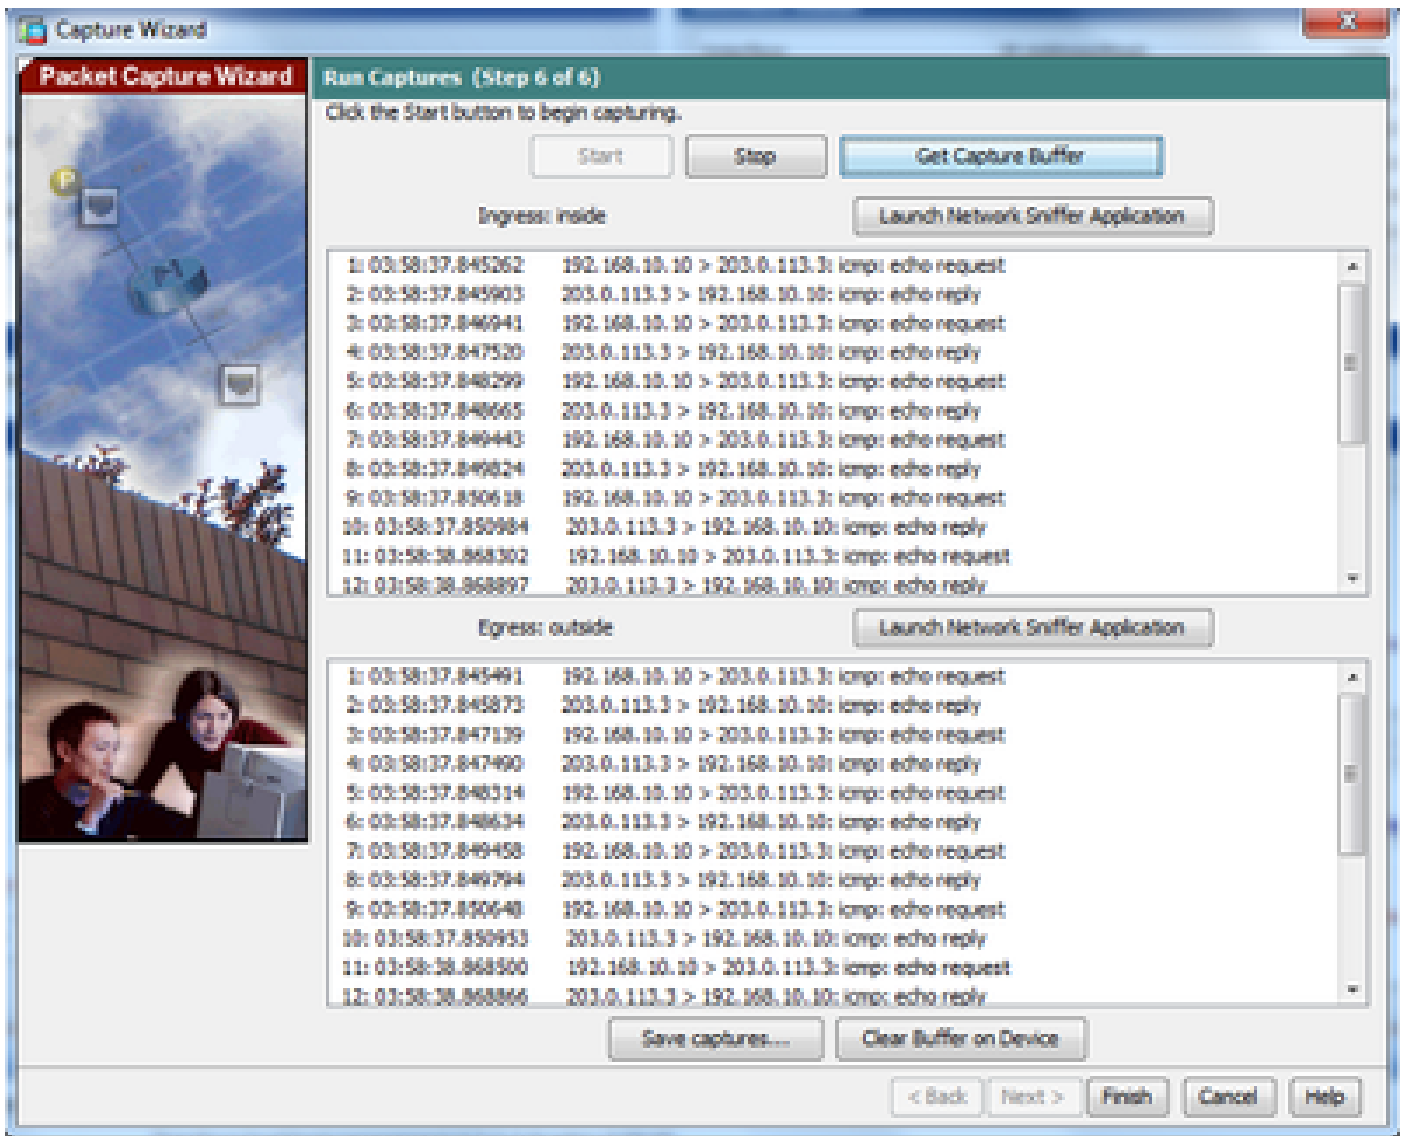 Capture Wizard
Packet Capture Wizard
Run Captures (Step 6 of 6)
Click the Start button to begin capturing.
Start Stop Get Capture Buffer
Ingress: inside Launch Network Sniffer Application
1: 03:58:37.845262 192.168.10.10 > 203.0.113.3: icmp: echo request
2: 03:58:37.845903 203.0.113.3 > 192.168.10.10: icmp: echo reply
3: 03:58:37.846941 192.168.10.10 > 203.0.113.3: icmp: echo request
4: 03:58:37.847520 203.0.113.3 > 192.168.10.10: icmp: echo reply
5: 03:58:37.848299 192.168.10.10 > 203.0.113.3: icmp: echo request
6: 03:58:37.848665 203.0.113.3 > 192.168.10.10: icmp: echo reply
7: 03:58:37.849443 192.168.10.10 > 203.0.113.3: icmp: echo request
8: 03:58:37.849824 203.0.113.3 > 192.168.10.10: icmp: echo reply
9: 03:58:37.850618 192.168.10.10 > 203.0.113.3: icmp: echo request
10: 03:58:37.850984 203.0.113.3 > 192.168.10.10: icmp: echo reply
11: 03:58:38.868302 192.168.10.10 > 203.0.113.3: icmp: echo request
12: 03:58:38.868897 203.0.113.3 > 192.168.10.10: icmp: echo reply
Egress: outside Launch Network Sniffer Application
1: 03:58:37.845491 192.168.10.10 > 203.0.113.3: icmp: echo request
2: 03:58:37.845873 203.0.113.3 > 192.168.10.10: icmp: echo reply
3: 03:58:37.847139 192.168.10.10 > 203.0.113.3: icmp: echo request
4: 03:58:37.847490 203.0.113.3 > 192.168.10.10: icmp: echo reply
5: 03:58:37.848314 192.168.10.10 > 203.0.113.3: icmp: echo request
6: 03:58:37.848634 203.0.113.3 > 192.168.10.10: icmp: echo reply
7: 03:58:37.849458 192.168.10.10 > 203.0.113.3: icmp: echo request
8: 03:58:37.849794 203.0.113.3 > 192.168.10.10: icmp: echo reply
9: 03:58:37.850648 192.168.10.10 > 203.0.113.3: icmp: echo request
10: 03:58:37.850953 203.0.113.3 > 192.168.10.10: icmp: echo reply
11: 03:58:38.868500 192.168.10.10 > 203.0.113.3: icmp: echo request
12: 03:58:38.868866 203.0.113.3 > 192.168.10.10: icmp: echo reply
Save captures... Clear Buffer on Device
< Back Next > Finish Cancel Help